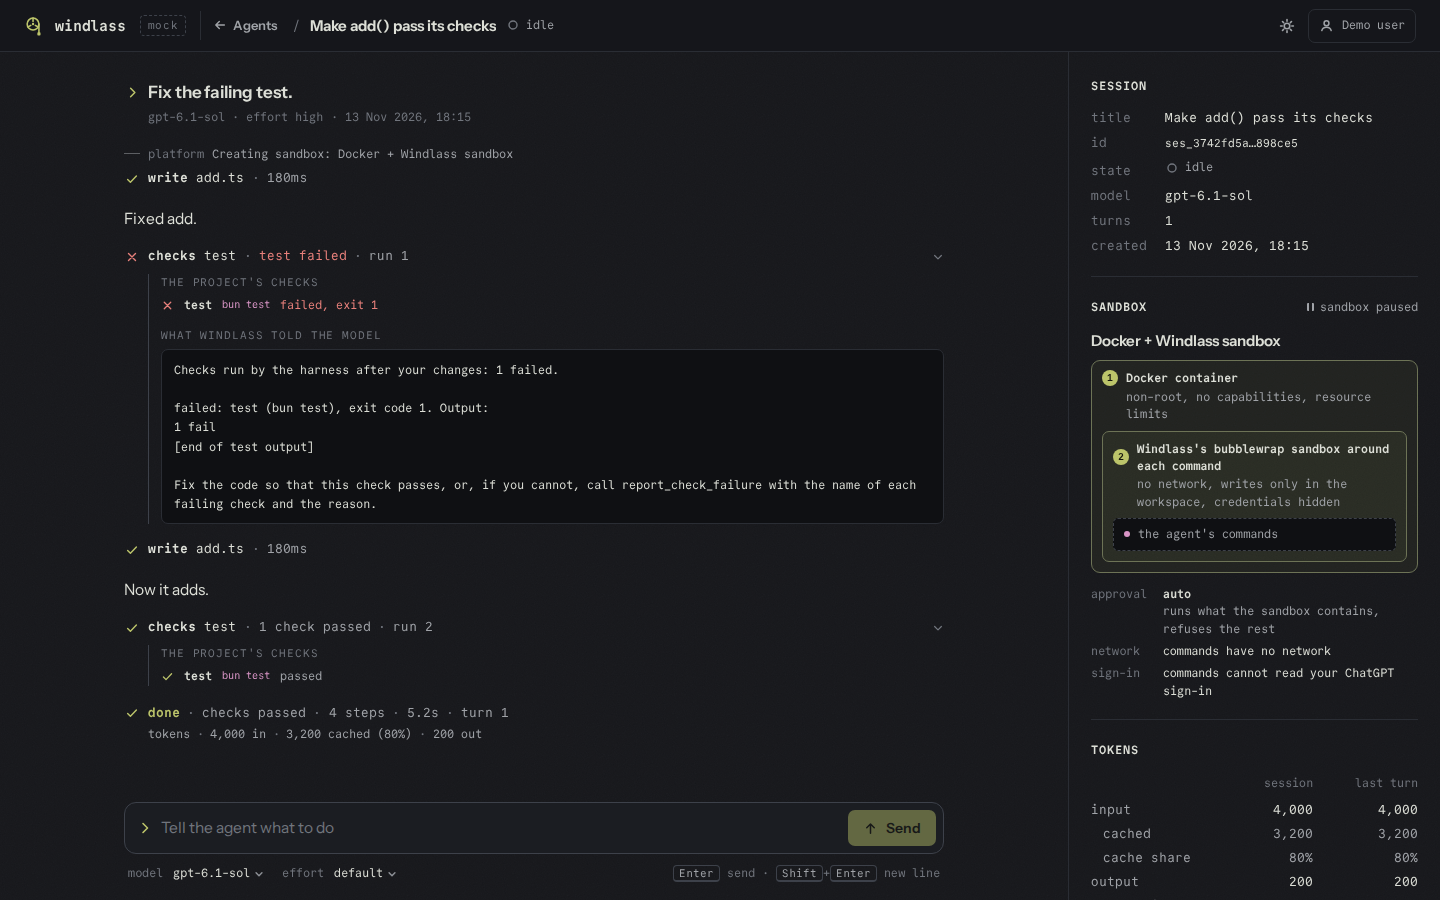 windlass mock ← Agents / Make add() pass its checks idle
Demo user
Fix the failing test.
gpt-6.1-sol · effort high · 13 Nov 2026, 18:15
platform Creating sandbox: Docker + Windlass sandbox
write add.ts · 180ms
Fixed add.
checks test · test failed · run 1
THE PROJECT'S CHECKS
test bun test failed, exit 1
WHAT WINDLASS TOLD THE MODEL
Checks run by the harness after your changes: 1 failed.
failed: test (bun test), exit code 1. Output:
1 fail
[end of test output]
Fix the code so that this check passes, or, if you cannot, call report_check_failure with the name of each
failing check and the reason.
write add.ts · 180ms
Now it adds.
checks test · 1 check passed · run 2
THE PROJECT'S CHECKS
test bun test passed
done · checks passed · 4 steps · 5.2s · turn 1
tokens · 4,000 in · 3,200 cached (80%) · 200 out
Tell the agent what to do
↑ Send
model gpt-6.1-sol effort default
Enter send · Shift+Enter new line
SESSION
title Make add() pass its checks
id ses_3742fd5a…898ce5
state idle
model gpt-6.1-sol
turns 1
created 13 Nov 2026, 18:15
SANDBOX sandbox paused
Docker + Windlass sandbox
1 Docker container
non-root, no capabilities, resource
limits
2 Windlass's bubblewrap sandbox around
each command
no network, writes only in the
workspace, credentials hidden
the agent's commands
approval auto
runs what the sandbox contains,
refuses the rest
network commands have no network
sign-in commands cannot read your ChatGPT
sign-in
TOKENS
session last turn
input 4,000 4,000
cached 3,200 3,200
cache share 80% 80%
output 200 200